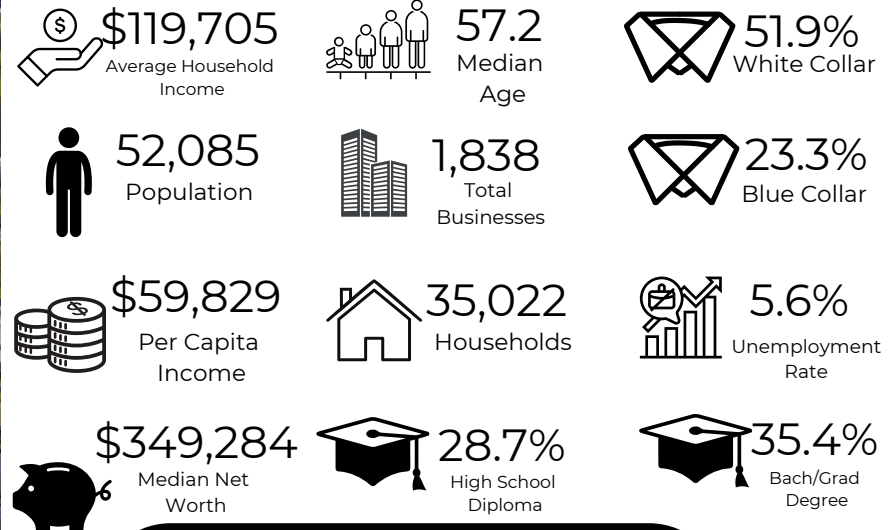 $119,705
Average Household
Income
57.2
Median
Age
51.9%
White Collar
52,085
Population
1,838
Total
Businesses
23.3%
Blue Collar
$59,829
Per Capita
Income
35,022
Households
5.6%
Unemployment
Rate
$349,284
Median Net
Worth
28.7%
High School
Diploma
35.4%
Bach/Grad
Degree